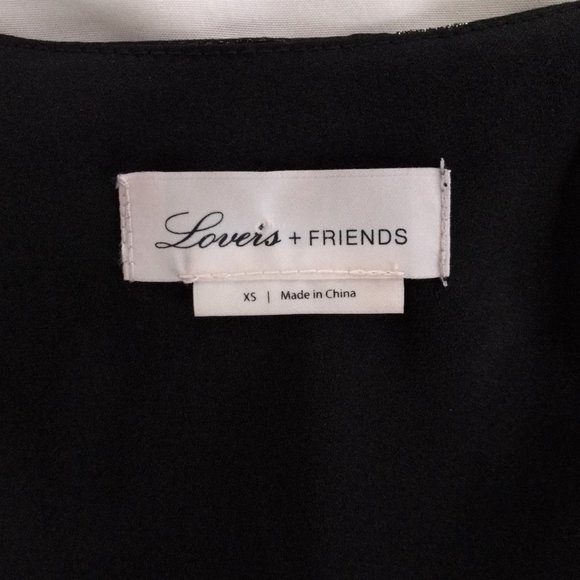 Lovers + FRIENDS
XS | Made in China